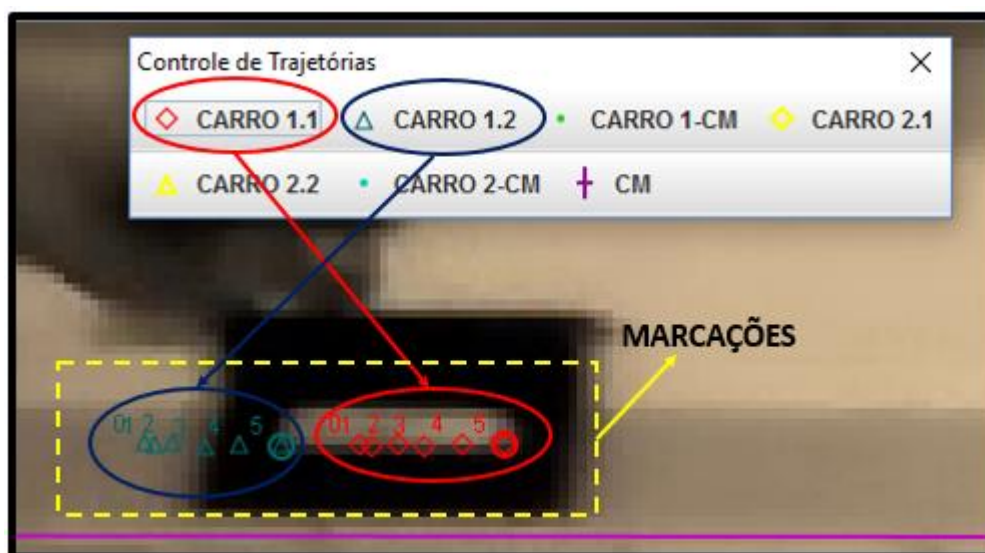 Controle de Trajetórias
CARRO 1.1 CARRO 1.2 CARRO 1-CM CARRO 2.1
CARRO 2.2 CARRO 2-CM CM
MARCAÇÕES
01 2 3 4 5 01 2 3 4 5